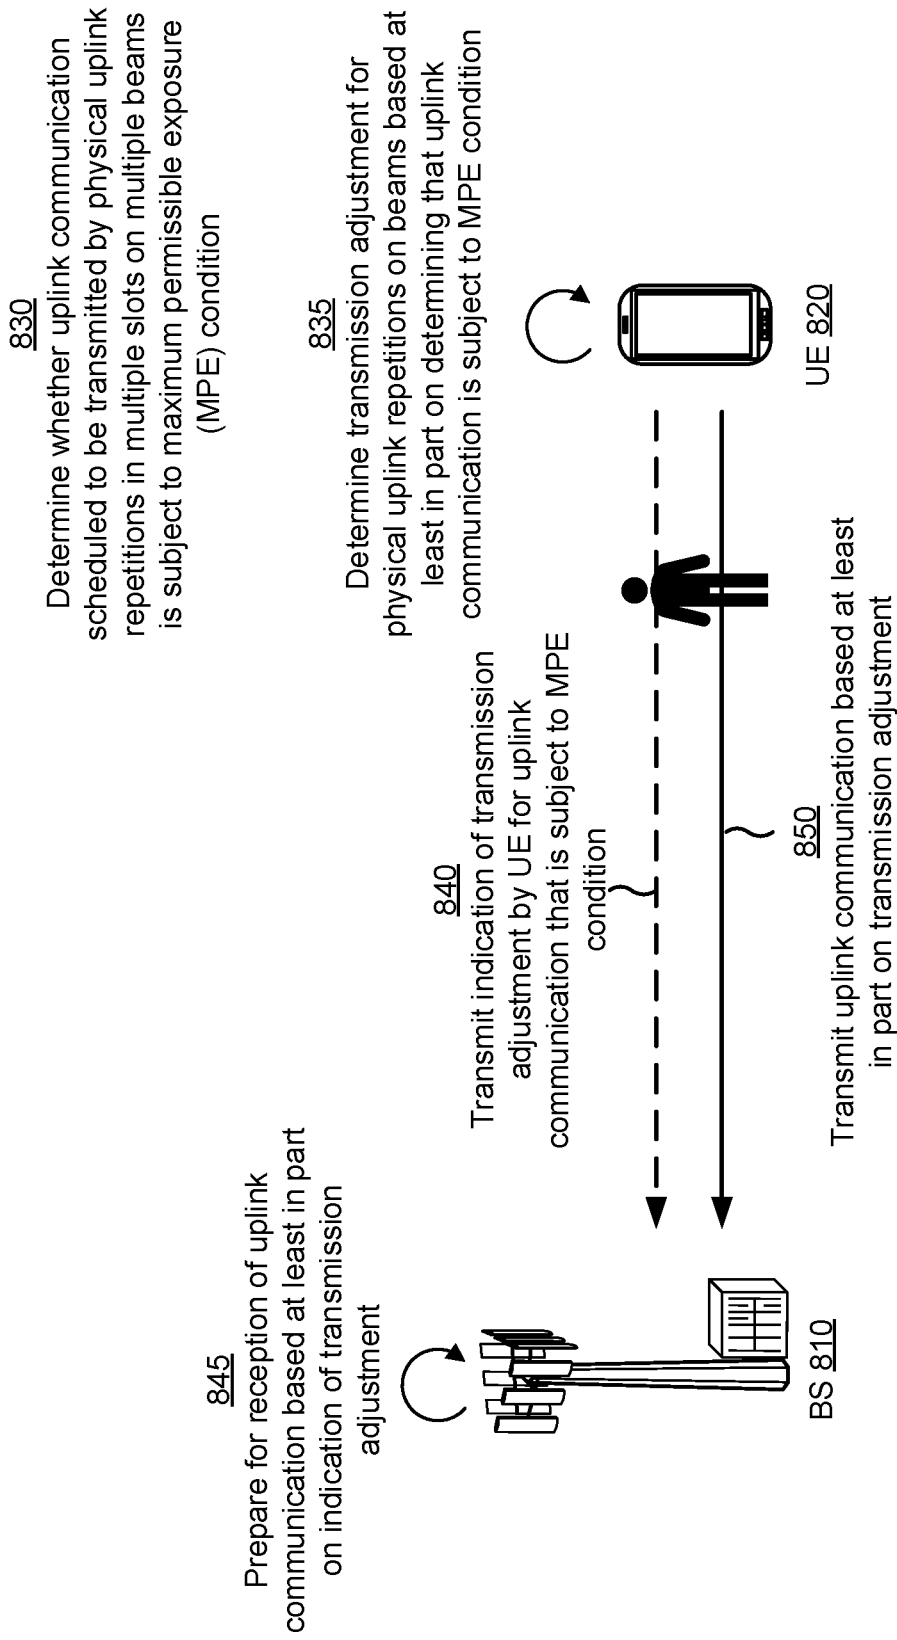 830
Determine whether uplink communication
scheduled to be transmitted by physical uplink
repetitions in multiple slots on multiple beams
is subject to maximum permissible exposure
(MPE) condition
835
Determine transmission adjustment for
physical uplink repetitions on beams based at
least in part on determining that uplink
communication is subject to MPE condition
840
Transmit indication of transmission
adjustment by UE for uplink
communication that is subject to MPE
condition
845
Prepare for reception of uplink
communication based at least in part
on indication of transmission
adjustment
BS 810
UE 820
850
Transmit uplink communication based at least
in part on transmission adjustment